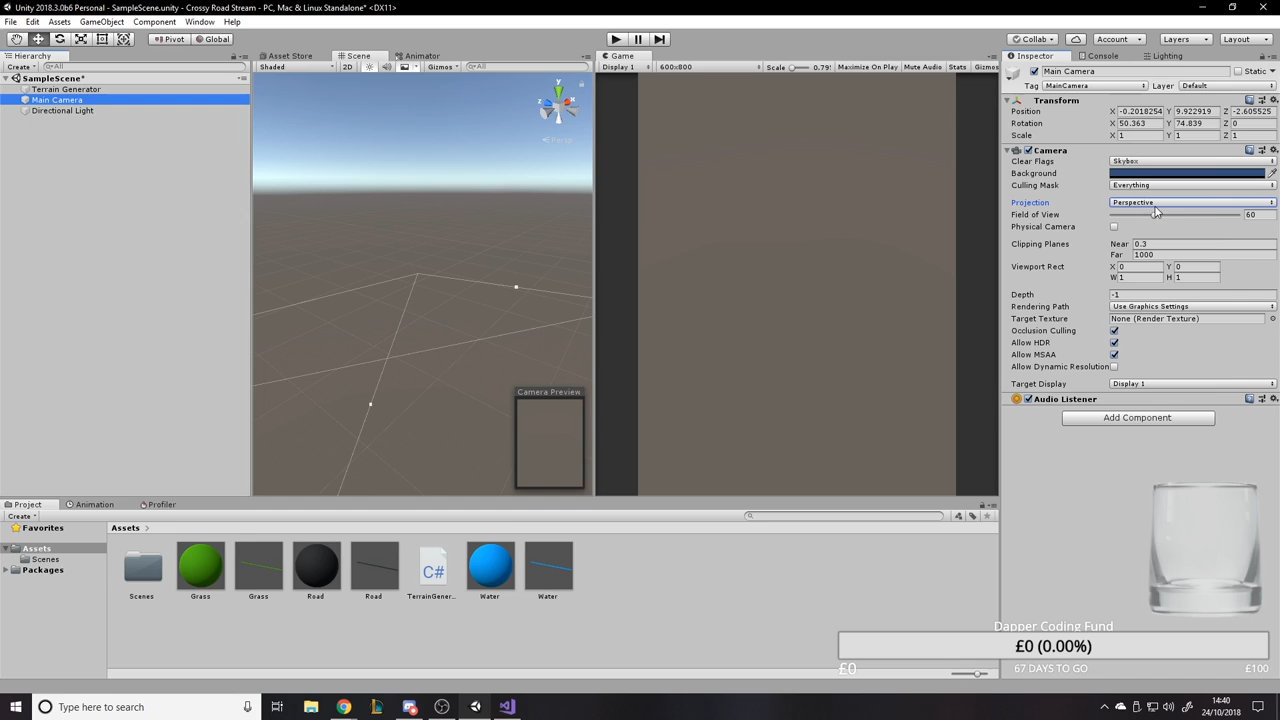 Unity 2018.3.0b6 Personal - SampleScene.unity - Crossy Road Stream - PC, Mac & Linux Standalone* <DX11>
File Edit Assets GameObject Component Window Help
Pivot Global Collab Account Layers Layout
Hierarchy
Create All
SampleScene*
Terrain Generator
Main Camera
Directional Light
Asset Store Scene Animator
Shaded 2D Gizmos All
y
x
z
Persp
Camera Preview
Game
Display 1 600x800 Scale 0.79 Maximize On Play Mute Audio Stats Gizmos
Inspector Console Lighting
Main Camera Static
Tag MainCamera Layer Default
Transform
Position X -0.2018254 Y 9.922919 Z -2.605525
Rotation X 50.363 Y 74.839 Z 0
Scale X 1 Y 1 Z 1
Camera
Clear Flags Skybox
Background
Culling Mask Everything
Projection Perspective
Field of View 60
Physical Camera
Clipping Planes Near 0.3
Far 1000
Viewport Rect X 0 Y 0
W 1 H 1
Depth -1
Rendering Path Use Graphics Settings
Target Texture None (Render Texture)
Occlusion Culling
Allow HDR
Allow MSAA
Allow Dynamic Resolution
Target Display Display 1
Audio Listener
Add Component
Project Animation Profiler
Create
Favorites
Assets
Scenes
Packages
Assets
C#
Scenes Grass Grass Road Road TerrainGener... Water Water
Dapper Coding Fund
£0 (0.00%)
£0 67 DAYS TO GO £100
Type here to search
14:40
24/10/2018